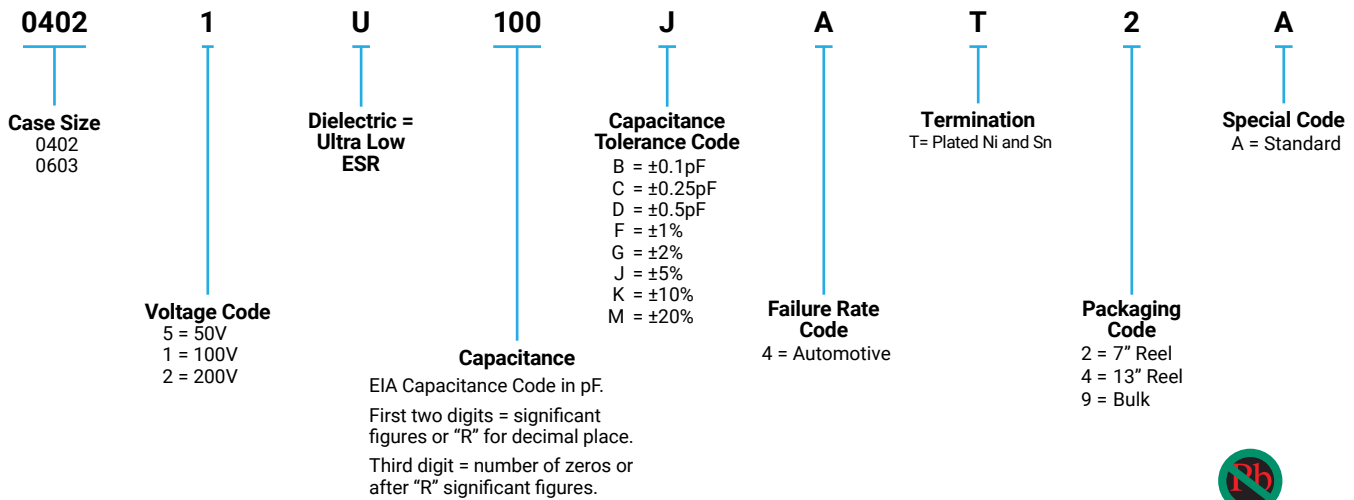 0402 1 U 100 J A T 2 A
Case Size
0402
0603
Voltage Code
5 = 50V
1 = 100V
2 = 200V
Dielectric =
Ultra Low
ESR
Capacitance
EIA Capacitance Code in pF.
First two digits = significant
figures or “R” for decimal place.
Third digit = number of zeros or
after “R” significant figures.
Capacitance
Tolerance Code
B = ±0.1pF
C = ±0.25pF
D = ±0.5pF
F = ±1%
G = ±2%
J = ±5%
K = ±10%
M = ±20%
Failure Rate
Code
4 = Automotive
Termination
T= Plated Ni and Sn
Packaging
Code
2 = 7” Reel
4 = 13” Reel
9 = Bulk
Special Code
A = Standard
Pb